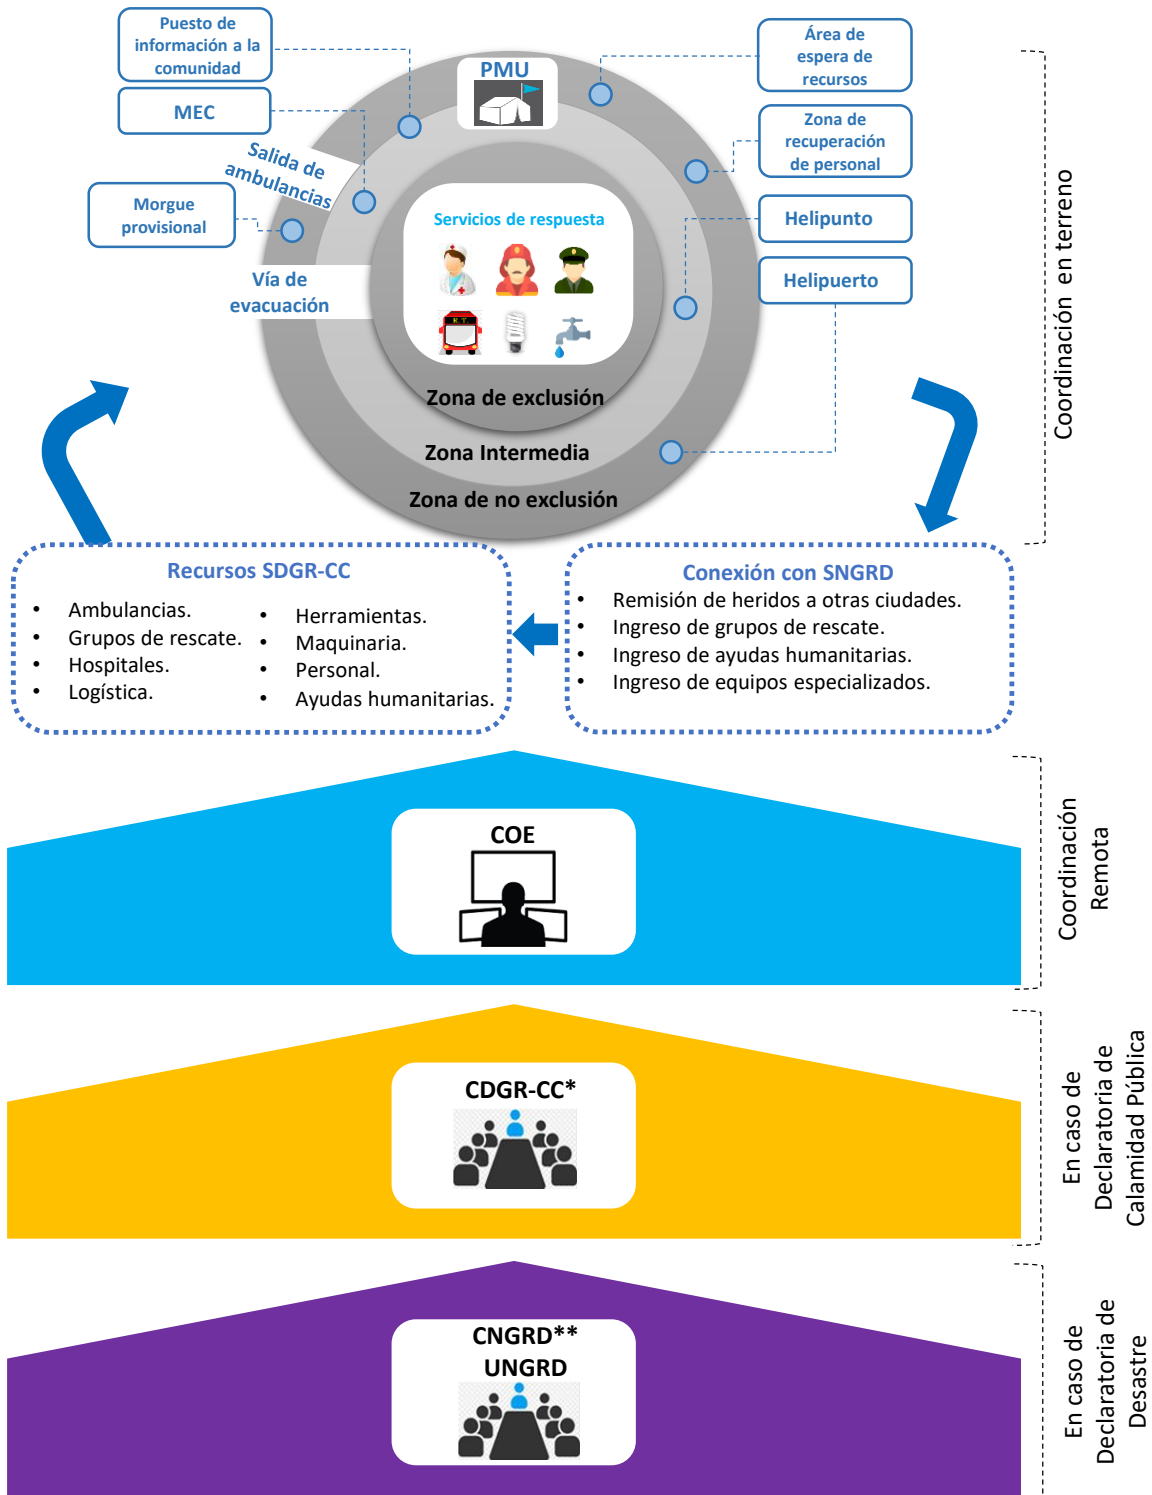 Puesto de
información a la
comunidad
MEC
Salida de
ambulancias
Morgue
provisional
Vía de
evacuación
PMU
Área de
espera de
recursos
Zona de
recuperación
de personal
Helipunto
Helipuerto
Servicios de respuesta
R.T.
Zona de exclusión
Zona Intermedia
Zona de no exclusión
Coordinación en terreno
Recursos SDGR-CC
• Ambulancias.
• Grupos de rescate.
• Hospitales.
• Logística.
• Herramientas.
• Maquinaria.
• Personal.
• Ayudas humanitarias.
Conexión con SNGRD
• Remisión de heridos a otras ciudades.
• Ingreso de grupos de rescate.
• Ingreso de ayudas humanitarias.
• Ingreso de equipos especializados.
COE
Coordinación
Remota
CDGR-CC*
En caso de
Declaratoria de
Calamidad Pública
CNGRD**
UNGRD
En caso de
Declaratoria de
Desastre